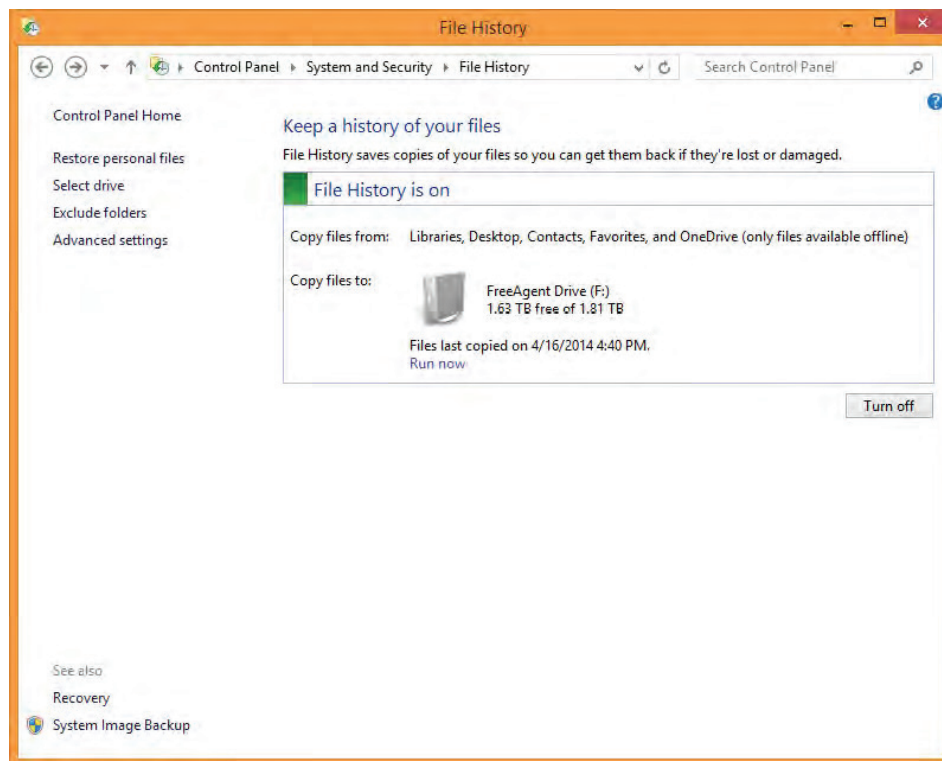 File History
Control Panel System and Security File History
Search Control Panel
Control Panel Home
Restore personal files
Select drive
Exclude folders
Advanced settings
Keep a history of your files
File History saves copies of your files so you can get them back if they're lost or damaged.
File History is on
Copy files from: Libraries, Desktop, Contacts, Favorites, and OneDrive (only files available offline)
Copy files to:
FreeAgent Drive (F:)
1.63 TB free of 1.81 TB
Files last copied on 4/16/2014 4:40 PM.
Run now
Turn off
See also
Recovery
System Image Backup